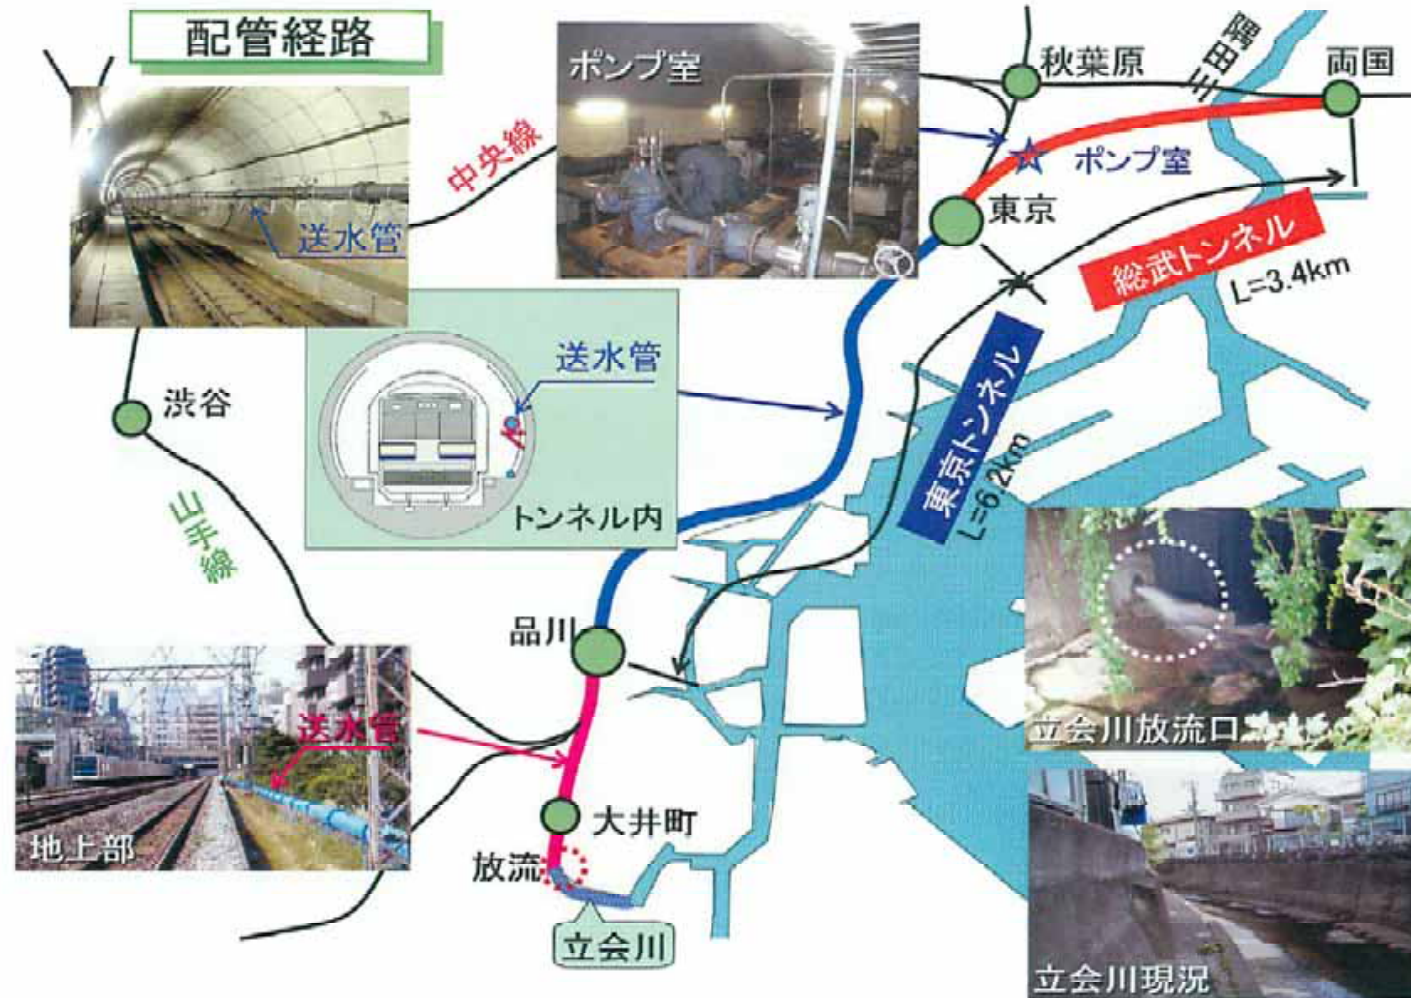 配管経路
ポンプ室
秋葉原
隅田川
両国
中央線
送水管
ポンプ室
東京
総武トンネル
L=3.4km
送水管
東京トンネル
L=6.2km
渋谷
トンネル内
山手線
品川
立会川放流口
送水管
地上部
大井町
放流
立会川
立会川現況